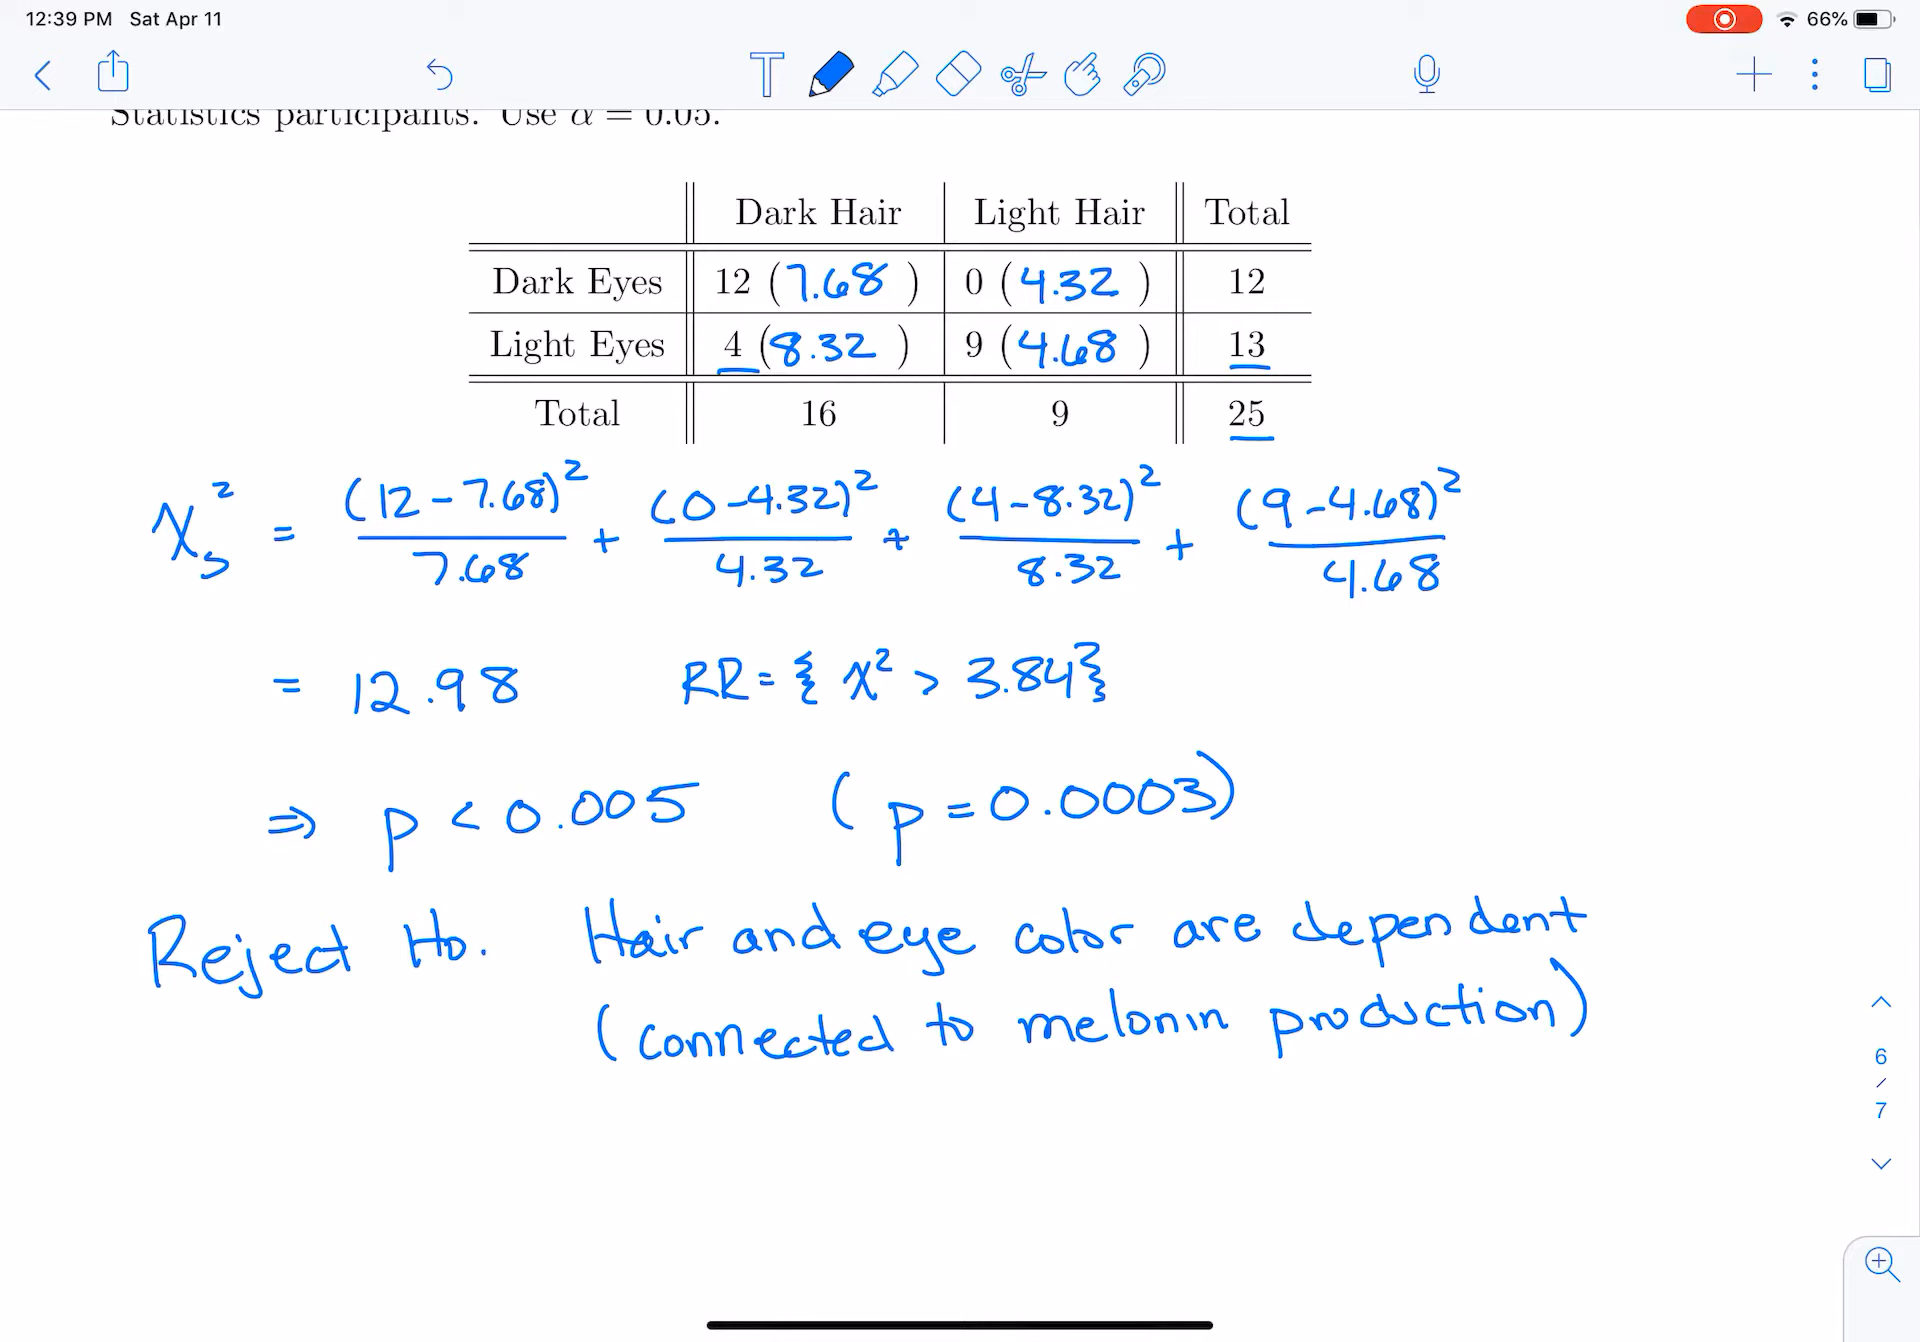 12:39 PM Sat Apr 11 66%
Statistics participants. Use α = 0.05.
Dark Hair Light Hair Total
Dark Eyes 12 (7.68) 0 (4.32) 12
Light Eyes 4 (8.32) 9 (4.68) 13
Total 16 9 25
χ²ₛ = (12-7.68)²/7.68 + (0-4.32)²/4.32 + (4-8.32)²/8.32 + (9-4.68)²/4.68
= 12.98 RR = { χ² > 3.84}
⇒ p < 0.005 (p = 0.0003)
Reject Ho. Hair and eye color are dependent
(connected to melonin production)
6
/
7